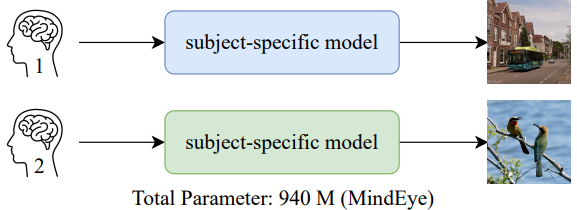 1
subject-specific model
2
subject-specific model
Total Parameter: 940 M (MindEye)